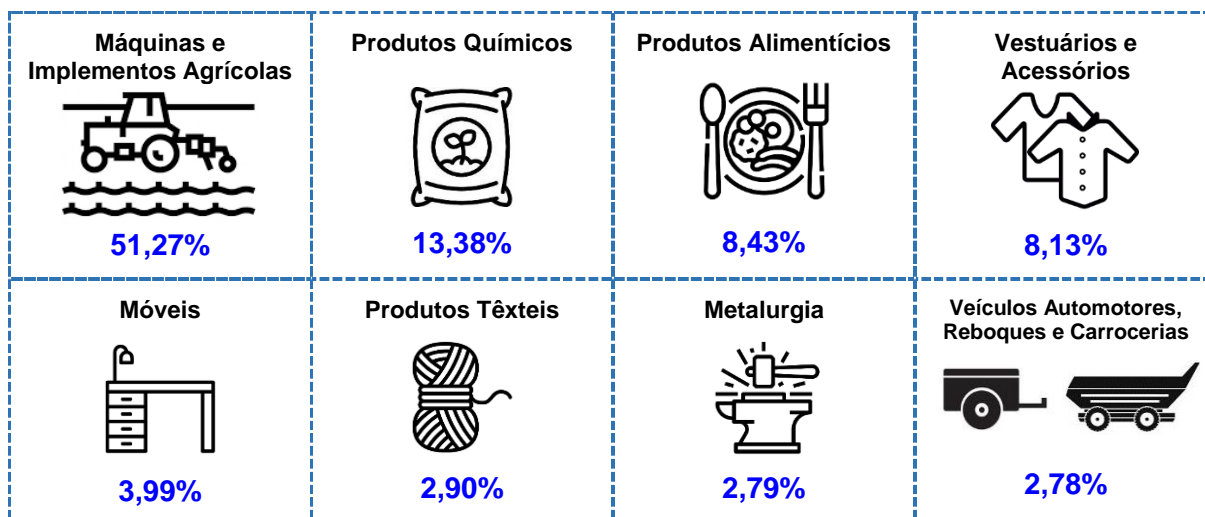 Máquinas e
Implementos Agrícolas
51,27%
Produtos Químicos
13,38%
Produtos Alimentícios
8,43%
Vestuários e
Acessórios
8,13%
Móveis
3,99%
Produtos Têxteis
2,90%
Metalurgia
2,79%
Veículos Automotores,
Reboques e Carrocerias
2,78%